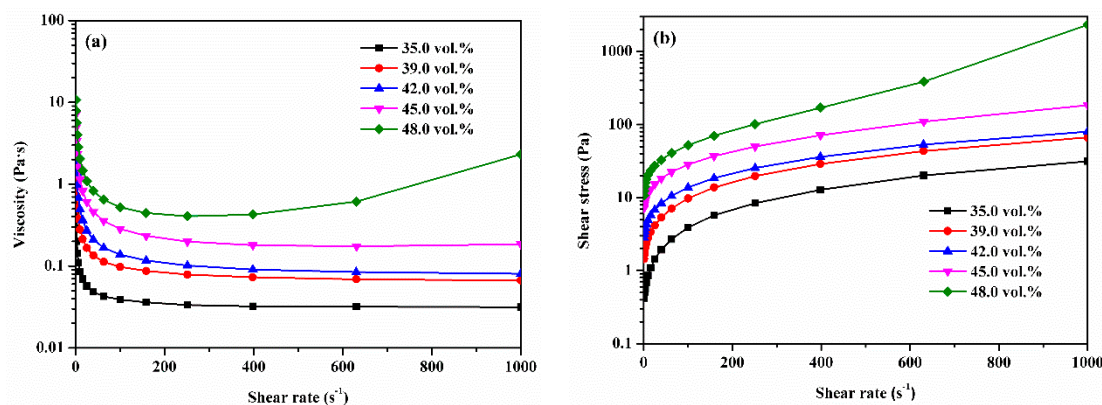 (a)
35.0 vol.%
39.0 vol.%
42.0 vol.%
45.0 vol.%
48.0 vol.%
100
10
1
0.1
0.01
Viscosity (Pa·s)
0 200 400 600 800 1000
Shear rate (s⁻¹)
(b)
1000
100
10
1
0.1
Shear stress (Pa)
35.0 vol.%
39.0 vol.%
42.0 vol.%
45.0 vol.%
48.0 vol.%
0 200 400 600 800 1000
Shear rate (s⁻¹)